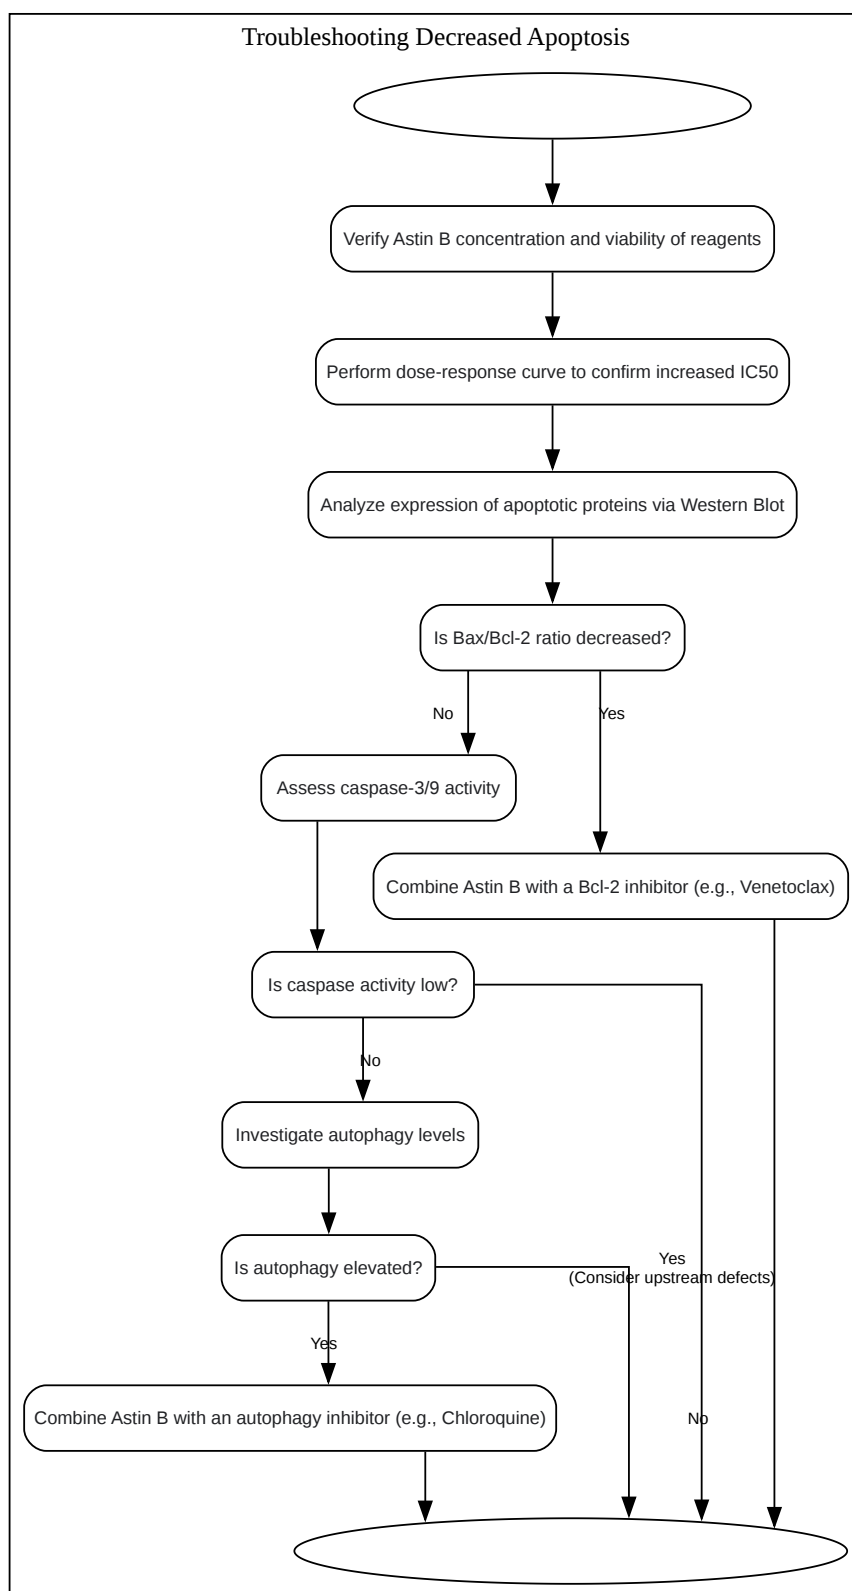 Troubleshooting Decreased Apoptosis
Verify Astin B concentration and viability of reagents
Perform dose-response curve to confirm increased IC50
Analyze expression of apoptotic proteins via Western Blot
Is Bax/Bcl-2 ratio decreased?
No
Yes
Assess caspase-3/9 activity
Combine Astin B with a Bcl-2 inhibitor (e.g., Venetoclax)
Is caspase activity low?
No
Investigate autophagy levels
Is autophagy elevated?
Yes
(Consider upstream defects)
Yes
Combine Astin B with an autophagy inhibitor (e.g., Chloroquine)
No